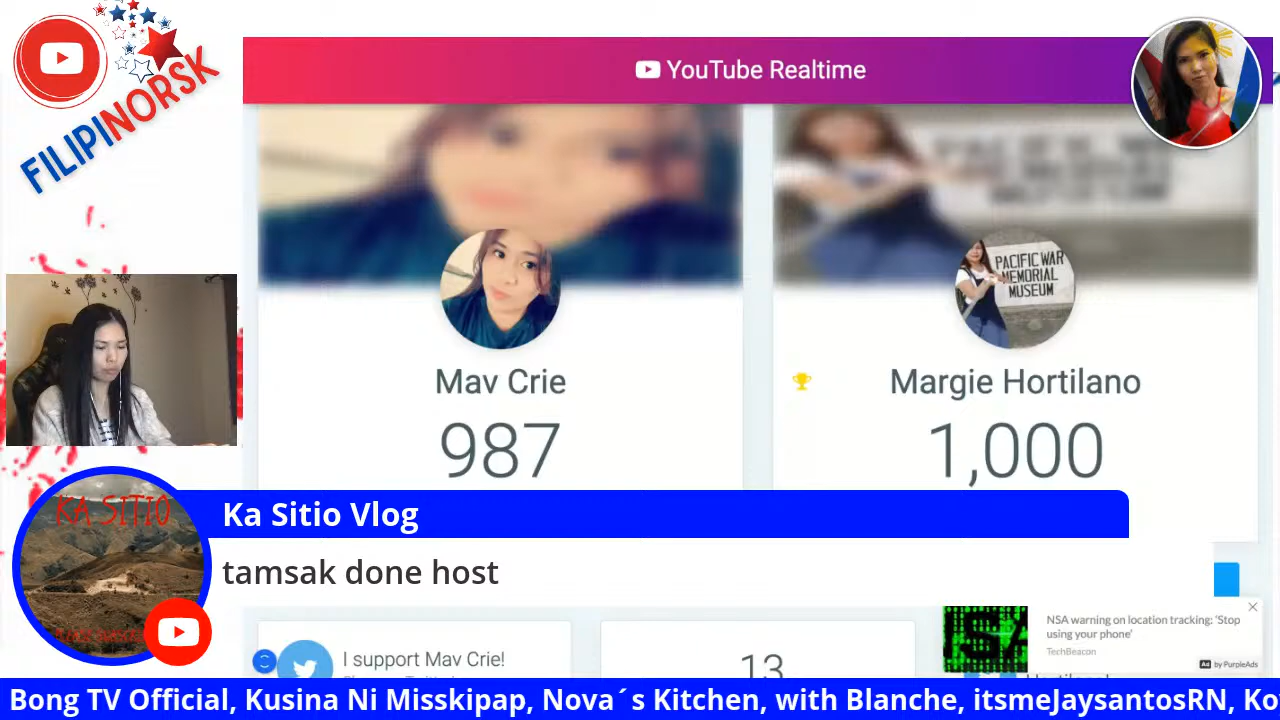 FILIPINORSK
YouTube Realtime
PACIFIC WAR
MEMORIAL
MUSEUM
Mav Crie
987
Margie Hortilano
1,000
KA SITIO
Ka Sitio Vlog
tamsak done host
I support Mav Crie!
13
NSA warning on location tracking: ‘Stop
using your phone’
TechBeacon
Ad by PurpleAds
Bong TV Official, Kusina Ni Misskipap, Nova´s Kitchen, with Blanche, itsmeJaysantosRN, Ko